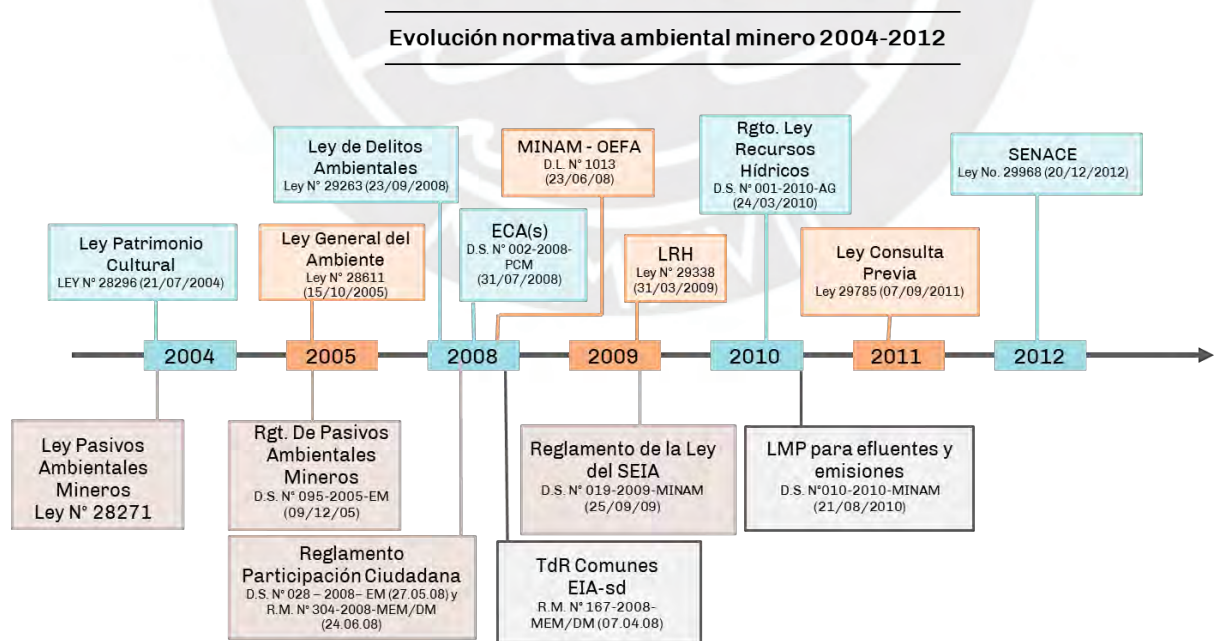 Evolución normativa ambiental minero 2004-2012
Ley de Delitos
Ambientales
Ley N° 29263 (23/09/2008)
MINAM - OEFA
D.L. N° 1013
(23/06/08)
Rgto. Ley
Recursos
Hídricos
D.S. N° 001-2010-AG
(24/03/2010)
SENACE
Ley No. 29968 (20/12/2012)
Ley Patrimonio
Cultural
LEY N° 28296 (21/07/2004)
Ley General del
Ambiente
Ley N° 28611
(15/10/2005)
ECA(s)
D.S. N° 002-2008-
PCM
(31/07/2008)
LRH
Ley N° 29338
(31/03/2009)
Ley Consulta
Previa
Ley 29785 (07/09/2011)
2004
2005
2008
2009
2010
2011
2012
Ley Pasivos
Ambientales
Mineros
Ley N° 28271
Rgt. De Pasivos
Ambientales
Mineros
D.S. N° 095-2005-EM
(09/12/05)
Reglamento de la Ley
del SEIA
D.S. N° 019-2009-MINAM
(25/09/09)
LMP para efluentes y
emisiones
D.S. N°010-2010-MINAM
(21/08/2010)
Reglamento
Participación Ciudadana
D.S. N° 028 – 2008– EM (27.05.08) y
R.M. N° 304-2008-MEM/DM
(24.06.08)
TdR Comunes
EIA-sd
R.M. N° 167-2008-
MEM/DM (07.04.08)